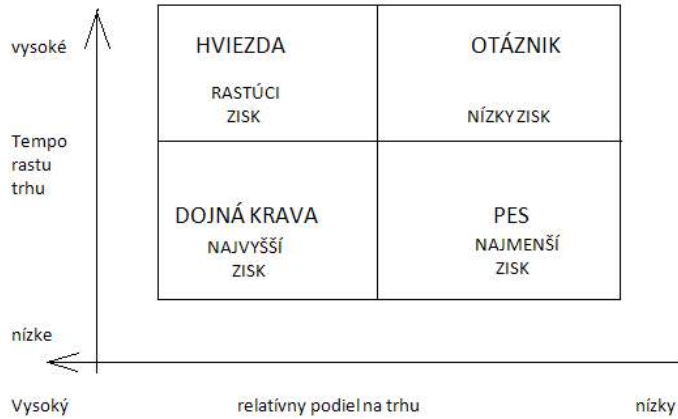 vysoké
HVIEZDA
OTÁZNIK
RASTÚCI
ZISK
NÍZKY ZISK
Tempo
rastu
trhu
DOJNÁ KRAVA
PES
NAJVYŠŠÍ
NAJMENŠÍ
ZISK
ZISK
nízke
Vysoký
relatívny podiel na trhu
nízky